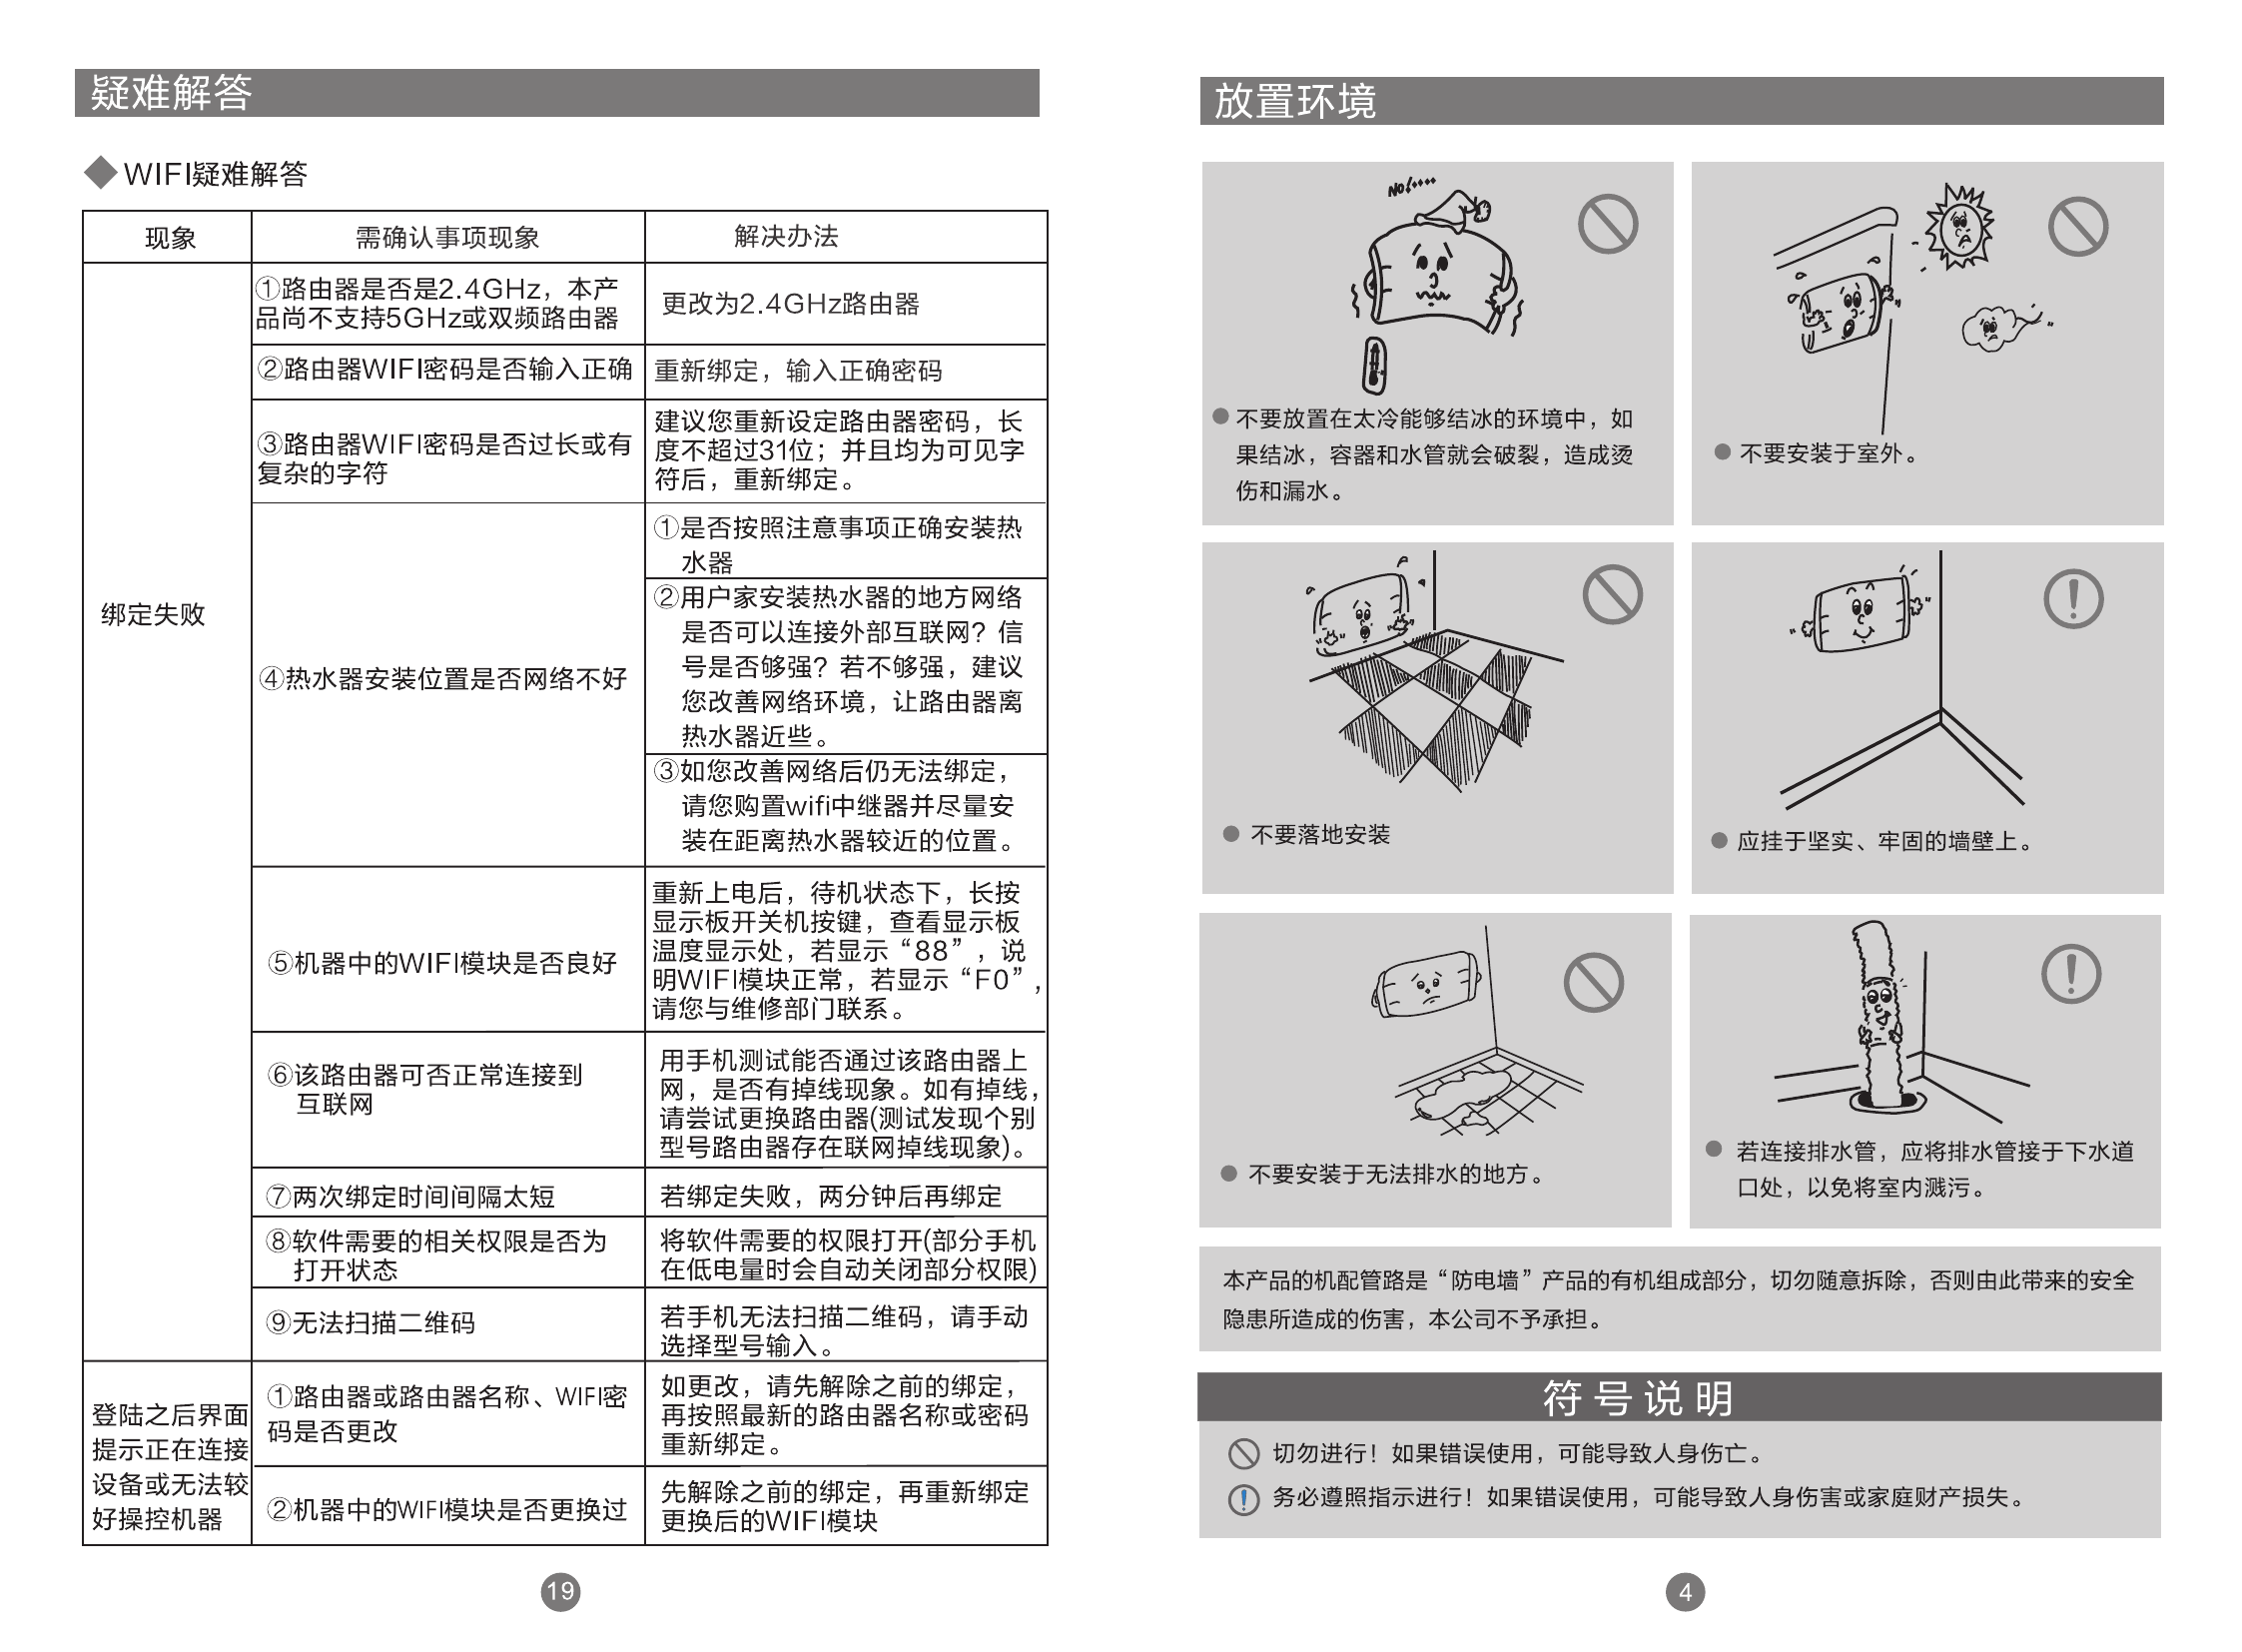 疑难解答
WIFI疑难解答
现象
需确认事项现象
解决办法
绑定失败
①路由器是否是2.4GHz，本产
品尚不支持5GHz或双频路由器
更改为2.4GHz路由器
②路由器WIFI密码是否输入正确
重新绑定，输入正确密码
③路由器WIFI密码是否过长或有
复杂的字符
建议您重新设定路由器密码，长
度不超过31位；并且均为可见字
符后，重新绑定。
④热水器安装位置是否网络不好
①是否按照注意事项正确安装热
水器
②用户家安装热水器的地方网络
是否可以连接外部互联网？信
号是否够强？若不够强，建议
您改善网络环境，让路由器离
热水器近些。
③如您改善网络后仍无法绑定，
请您购置wifi中继器并尽量安
装在距离热水器较近的位置。
⑤机器中的WIFI模块是否良好
重新上电后，待机状态下，长按
显示板开关机按键，查看显示板
温度显示处，若显示“88”，说
明WIFI模块正常，若显示“F0”，
请您与维修部门联系。
⑥该路由器可否正常连接到
互联网
用手机测试能否通过该路由器上
网，是否有掉线现象。如有掉线，
请尝试更换路由器(测试发现个别
型号路由器存在联网掉线现象)。
⑦两次绑定时间间隔太短
若绑定失败，两分钟后再绑定
⑧软件需要的相关权限是否为
打开状态
将软件需要的权限打开(部分手机
在低电量时会自动关闭部分权限)
⑨无法扫描二维码
若手机无法扫描二维码，请手动
选择型号输入。
登陆之后界面
提示正在连接
设备或无法较
好操控机器
①路由器或路由器名称、WIFI密
码是否更改
如更改，请先解除之前的绑定，
再按照最新的路由器名称或密码
重新绑定。
②机器中的WIFI模块是否更换过
先解除之前的绑定，再重新绑定
更换后的WIFI模块
19
放置环境
No!
不要放置在太冷能够结冰的环境中，如
果结冰，容器和水管就会破裂，造成烫
伤和漏水。
不要安装于室外。
不要落地安装
应挂于坚实、牢固的墙壁上。
不要安装于无法排水的地方。
若连接排水管，应将排水管接于下水道
口处，以免将室内溅污。
本产品的机配管路是“防电墙”产品的有机组成部分，切勿随意拆除，否则由此带来的安全
隐患所造成的伤害，本公司不予承担。
符号说明
切勿进行！如果错误使用，可能导致人身伤亡。
务必遵照指示进行！如果错误使用，可能导致人身伤害或家庭财产损失。
4